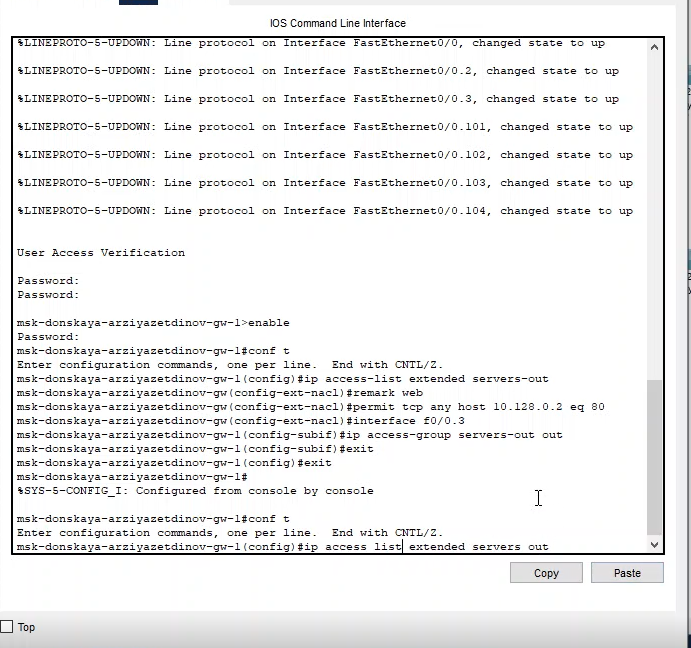 IOS Command Line Interface
%LINEPROTO-5-UPDOWN: Line protocol on Interface FastEthernet0/0, changed state to up
%LINEPROTO-5-UPDOWN: Line protocol on Interface FastEthernet0/0.2, changed state to up
%LINEPROTO-5-UPDOWN: Line protocol on Interface FastEthernet0/0.3, changed state to up
%LINEPROTO-5-UPDOWN: Line protocol on Interface FastEthernet0/0.101, changed state to up
%LINEPROTO-5-UPDOWN: Line protocol on Interface FastEthernet0/0.102, changed state to up
%LINEPROTO-5-UPDOWN: Line protocol on Interface FastEthernet0/0.103, changed state to up
%LINEPROTO-5-UPDOWN: Line protocol on Interface FastEthernet0/0.104, changed state to up
User Access Verification
Password:
Password:
msk-donskaya-arziyazetdinov-gw-1>enable
Password:
msk-donskaya-arziyazetdinov-gw-1#conf t
Enter configuration commands, one per line.  End with CNTL/Z.
msk-donskaya-arziyazetdinov-gw-1(config)#ip access-list extended servers-out
msk-donskaya-arziyazetdinov-gw(config-ext-nacl)#remark web
msk-donskaya-arziyazetdinov-gw(config-ext-nacl)#permit tcp any host 10.128.0.2 eq 80
msk-donskaya-arziyazetdinov-gw(config-ext-nacl)#interface f0/0.3
msk-donskaya-arziyazetdinov-gw-1(config-subif)#ip access-group servers-out out
msk-donskaya-arziyazetdinov-gw-1(config-subif)#exit
msk-donskaya-arziyazetdinov-gw-1(config)#exit
msk-donskaya-arziyazetdinov-gw-1#
%SYS-5-CONFIG_I: Configured from console by console
msk-donskaya-arziyazetdinov-gw-1#conf t
Enter configuration commands, one per line.  End with CNTL/Z.
msk-donskaya-arziyazetdinov-gw-1(config)#ip access list extended servers out
Copy
Paste
Top